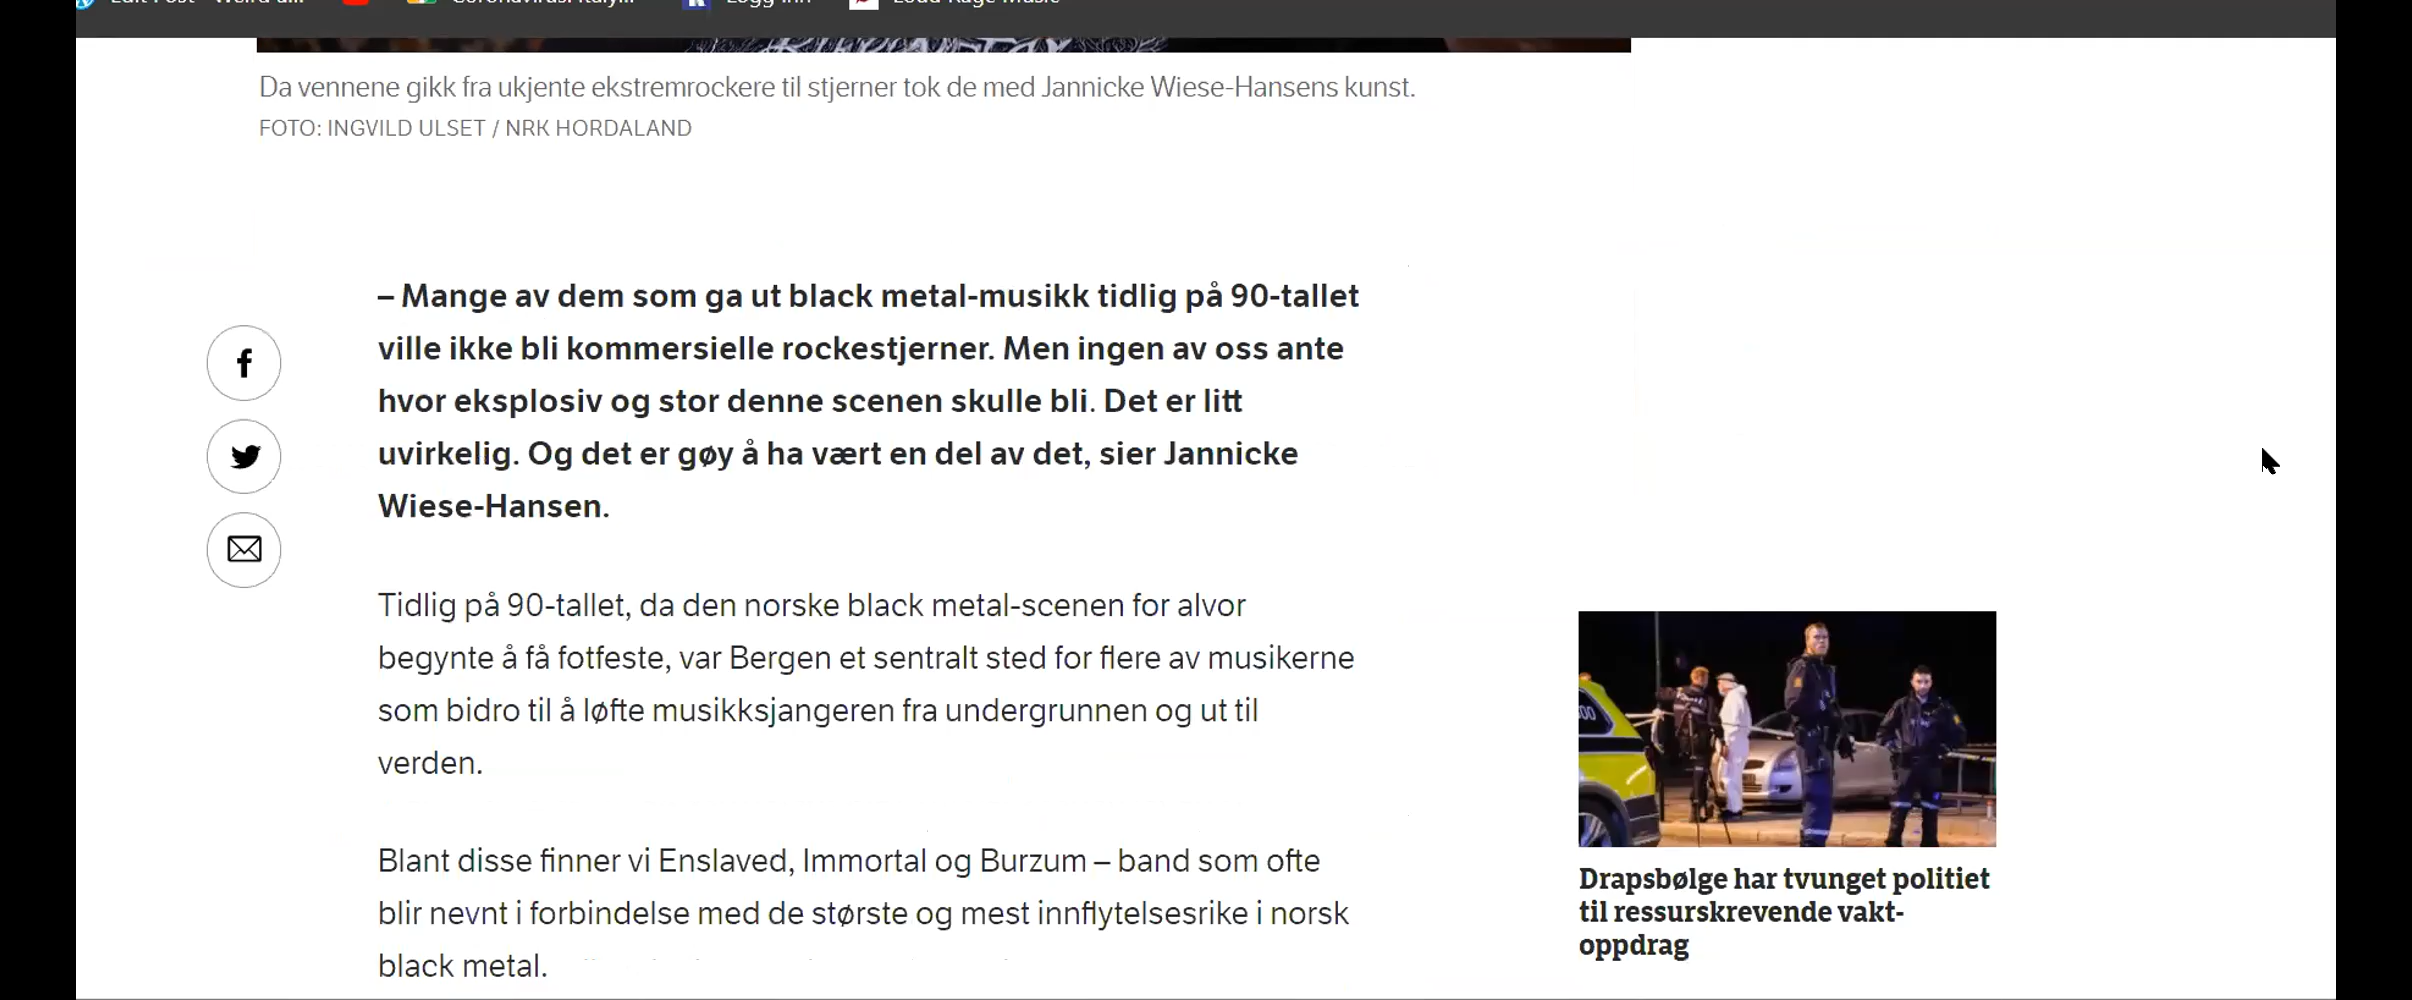 Da vennene gikk fra ukjente ekstremrockere til stjerner tok de med Jannicke Wiese-Hansens kunst.
FOTO: INGVILD ULSET / NRK HORDALAND
– Mange av dem som ga ut black metal-musikk tidlig på 90-tallet
ville ikke bli kommersielle rockestjerner. Men ingen av oss ante
hvor eksplosiv og stor denne scenen skulle bli. Det er litt
uvirkelig. Og det er gøy å ha vært en del av det, sier Jannicke
Wiese-Hansen.
Tidlig på 90-tallet, da den norske black metal-scenen for alvor
begynte å få fotfeste, var Bergen et sentralt sted for flere av musikerne
som bidro til å løfte musikksjangeren fra undergrunnen og ut til
verden.
Blant disse finner vi Enslaved, Immortal og Burzum – band som ofte
blir nevnt i forbindelse med de største og mest innflytelsesrike i norsk
black metal.
Drapsbølge har tvunget politiet
til ressurskrevende vakt-
oppdrag